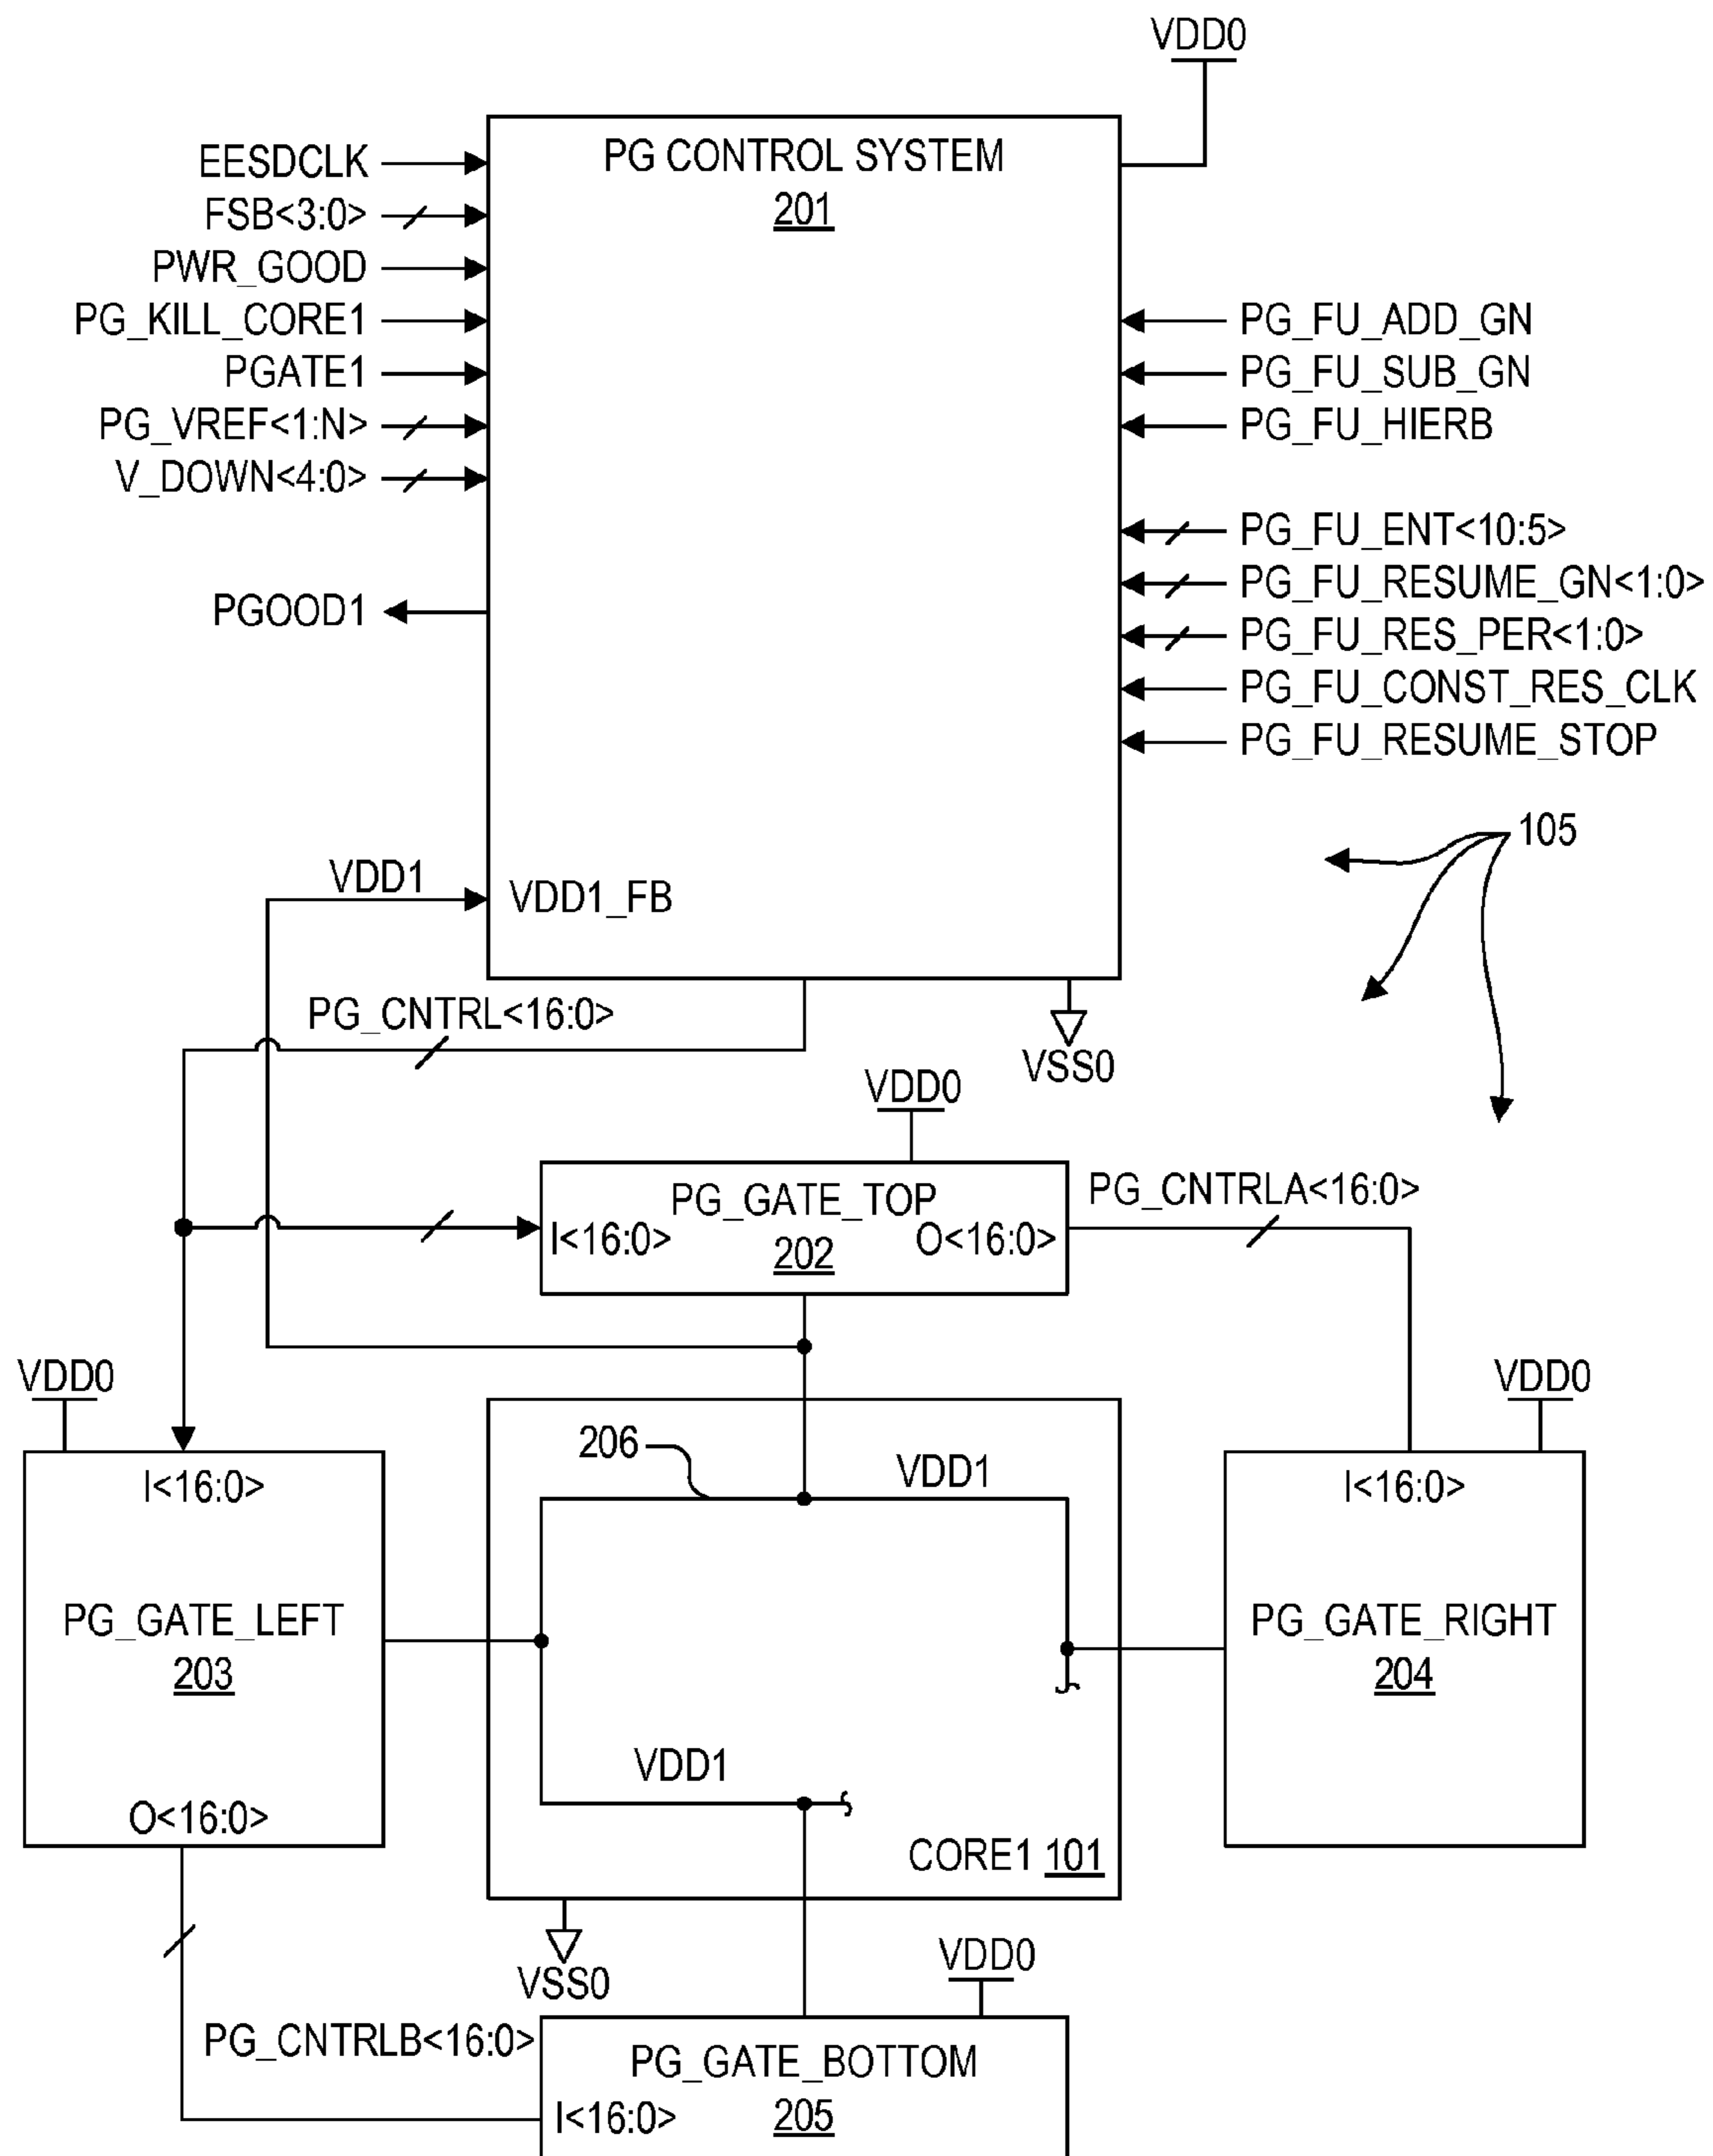 VDD0
PG CONTROL SYSTEM
201
EESDCLK
FSB<3:0>
PWR_GOOD
PG_KILL_CORE1
PGATE1
PG_VREF<1:N>
V_DOWN<4:0>
PGOOD1
PG_FU_ADD_GN
PG_FU_SUB_GN
PG_FU_HIERB
PG_FU_ENT<10:5>
PG_FU_RESUME_GN<1:0>
PG_FU_RES_PER<1:0>
PG_FU_CONST_RES_CLK
PG_FU_RESUME_STOP
105
VDD1
VDD1_FB
PG_CNTRL<16:0>
VSS0
VDD0
PG_GATE_TOP
I<16:0>
202
O<16:0>
PG_CNTRLA<16:0>
VDD0
VDD0
206
VDD1
I<16:0>
PG_GATE_LEFT
203
O<16:0>
I<16:0>
PG_GATE_RIGHT
204
VDD1
CORE1 101
VSS0
VDD0
PG_CNTRLB<16:0>
PG_GATE_BOTTOM
I<16:0>
205